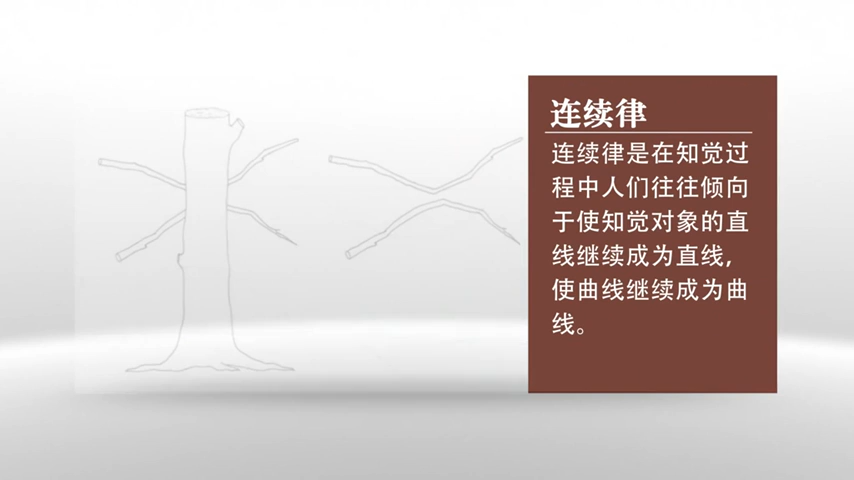 连续律
连续律是在知觉过
程中人们往往倾向
于使知觉对象的直
线继续成为直线,
使曲线继续成为曲
线。